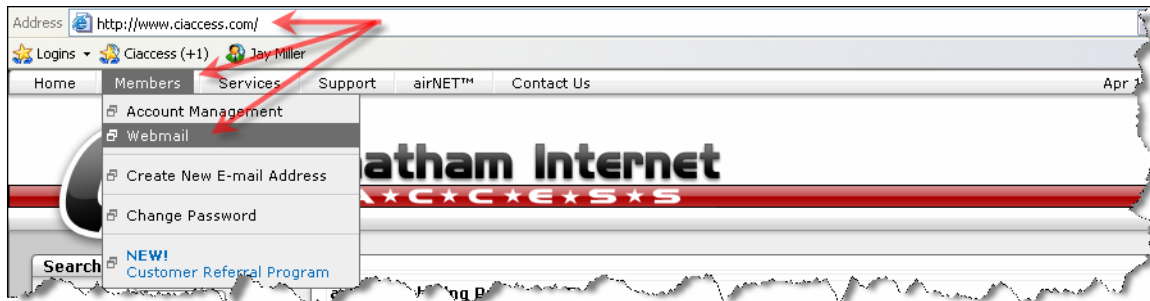 Address http://www.ciaccess.com/
Logins Ciaccess (+1) Jay Miller
Home Members Services Support airNET™ Contact Us Apr
Account Management
Webmail
atham Internet
Create New E-mail Address
A★C★C★E★S★S
Change Password
NEW!
Search
Customer Referral Program